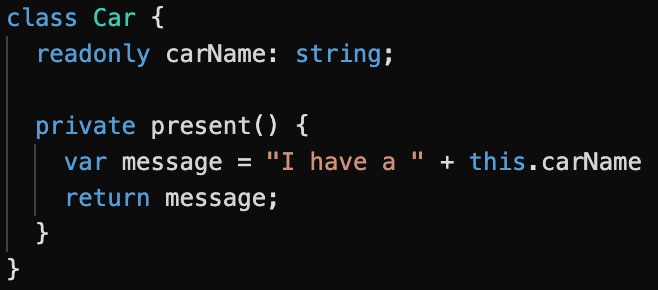 class Car {
readonly carName: string;
private present() {
var message = "I have a " + this.carName
return message;
}
}